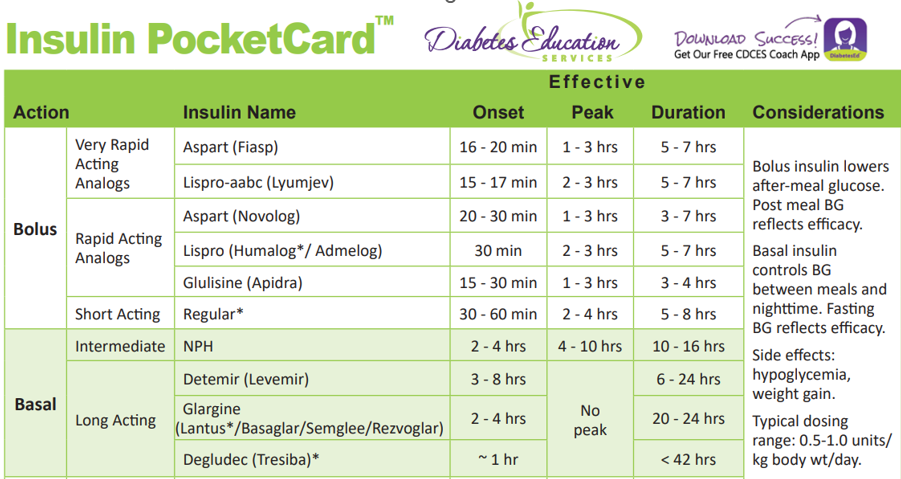 Insulin PocketCard™
Diabetes Education
SERVICES
DOWNLOAD SUCCESS!
Get Our Free CDCES Coach App
DiabetesEd
Effective
Action Insulin Name Onset Peak Duration Considerations
Bolus
Very Rapid
Acting
Analogs
Aspart (Fiasp) 16 - 20 min 1 - 3 hrs 5 - 7 hrs
Lispro-aabc (Lyumjev) 15 - 17 min 2 - 3 hrs 5 - 7 hrs
Rapid Acting
Analogs
Aspart (Novolog) 20 - 30 min 1 - 3 hrs 3 - 7 hrs
Lispro (Humalog*/ Admelog) 30 min 2 - 3 hrs 5 - 7 hrs
Glulisine (Apidra) 15 - 30 min 1 - 3 hrs 3 - 4 hrs
Short Acting Regular* 30 - 60 min 2 - 4 hrs 5 - 8 hrs
Basal
Intermediate NPH 2 - 4 hrs 4 - 10 hrs 10 - 16 hrs
Long Acting
Detemir (Levemir) 3 - 8 hrs 6 - 24 hrs
Glargine
(Lantus*/Basaglar/Semglee/Rezvoglar) 2 - 4 hrs 20 - 24 hrs
Degludec (Tresiba)* ~ 1 hr < 42 hrs
No
peak
Bolus insulin lowers
after-meal glucose.
Post meal BG
reflects efficacy.
Basal insulin
controls BG
between meals and
nighttime. Fasting
BG reflects efficacy.
Side effects:
hypoglycemia,
weight gain.
Typical dosing
range: 0.5-1.0 units/
kg body wt/day.